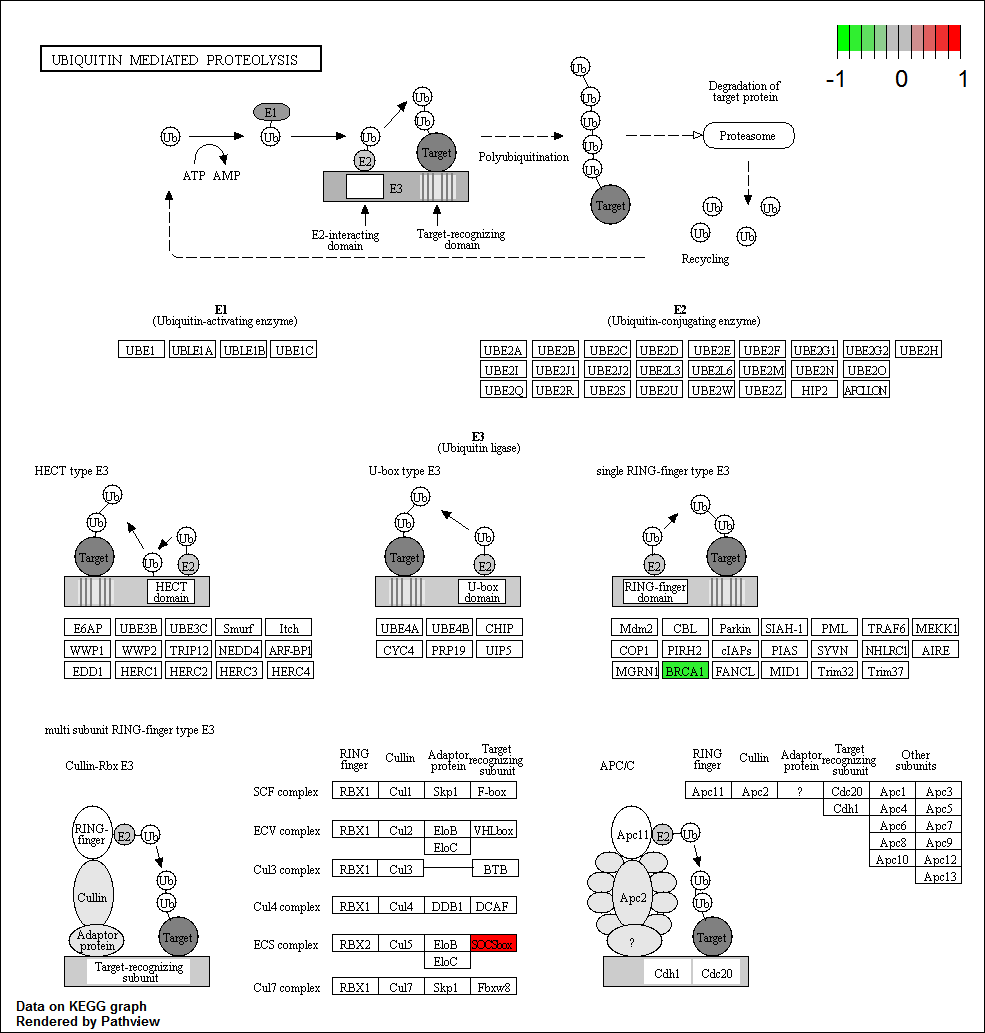 UBIQUITIN MEDIATED PROTEOLYSIS
-1 0 1
Ub
ATP AMP
E1
Ub
Ub
E2
E3
Ub
Ub
Target
E2-interacting
domain
Target-recognizing
domain
Polyubiquitination
Ub
Ub
Ub
Ub
Ub
Target
Degradation of
target protein
Proteasome
Ub
Ub
Ub
Ub
Recycling
E1
(Ubiquitin-activating enzyme)
UBE1 UBLE1A UBLE1B UBE1C
E2
(Ubiquitin-conjugating enzyme)
UBE2A UBE2B UBE2C UBE2D UBE2E UBE2F UBE2G1 UBE2G2 UBE2H
UBE2I UBE2J1 UBE2J2 UBE2L3 UBE2L6 UBE2M UBE2N UBE2O
UBE2Q UBE2R UBE2S UBE2U UBE2W UBE2Z HIP2 APCLLON
E3
(Ubiquitin ligase)
HECT type E3
Ub
Ub
Target
Ub
Ub
E2
HECT
domain
E6AP UBE3B UBE3C Smurf Itch
WWP1 WWP2 TRIP12 NEDD4 ARF-BP1
EDD1 HERC1 HERC2 HERC3 HERC4
U-box type E3
Ub
Ub
Target
Ub
E2
U-box
domain
UBE4A UBE4B CHIP
CYC4 PRP19 UIP5
single RING-finger type E3
Ub
E2
Ub
Ub
Target
RING-finger
domain
Mdm2 CBL Parkin SIAH-1 PML TRAF6 MEKK1
COP1 PIRH2 cIAPs PIAS SYVN NHLRC1 AIRE
MGRN1 BRCA1 FANCL MID1 Trim32 Trim37
multi subunit RING-finger type E3
Cullin-Rbx E3
RING-
finger
E2
Ub
Cullin
Ub
Ub
Adaptor
protein
Target
Target-recognizing
subunit
RING
finger
Cullin
Adaptor
protein
Target
recognizing
subunit
SCF complex RBX1 Cul1 Skp1 F-box
ECV complex RBX1 Cul2 EloB VHLbox
EloC
Cul3 complex RBX1 Cul3 BTB
Cul4 complex RBX1 Cul4 DDB1 DCAF
ECS complex RBX2 Cul5 EloB SOCSbox
EloC
Cul7 complex RBX1 Cul7 Skp1 Fbxw8
APC/C
RING
finger
Cullin
Adaptor
protein
Target
recognizing
subunit
Other
subunits
Apc11 Apc2 ? Cdc20 Apc1 Apc3
Cdh1 Apc4 Apc5
Apc6 Apc7
Apc8 Apc9
Apc10 Apc12
Apc13
Apc11
E2
Ub
Apc2
Ub
Ub
?
Target
Cdh1 Cdc20
Data on KEGG graph
Rendered by Pathview